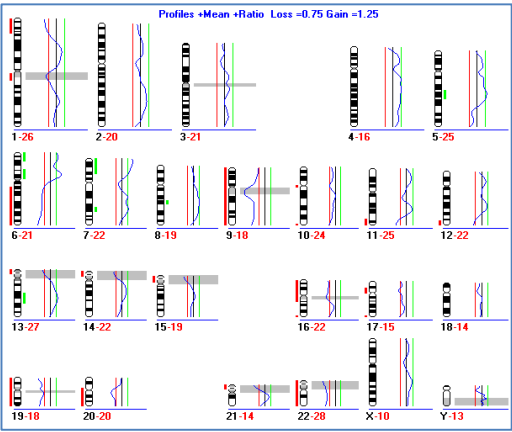 Profiles +Mean +Ratio Loss =0.75 Gain =1.25
1-26 2-20 3-21 4-16 5-25
6-21 7-22 8-19 9-18 10-24 11-25 12-22
13-27 14-22 15-19 16-22 17-15 18-14
19-18 20-20 21-14 22-28 X-10 Y-13